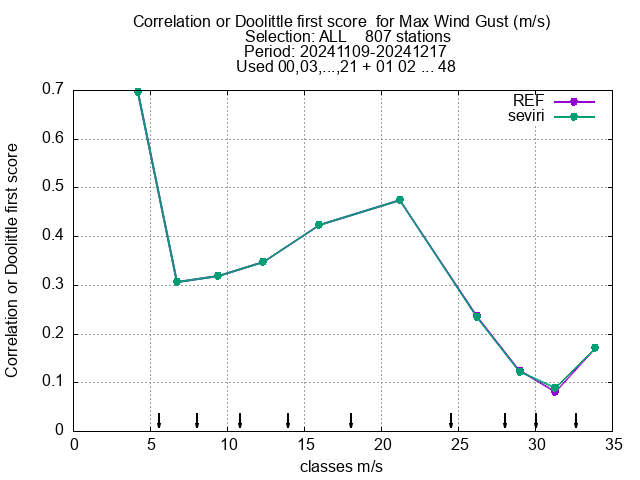 Correlation or Doolittle first score  for Max Wind Gust (m/s)
Selection: ALL    807 stations
Period: 20241109-20241217
Used 00,03,...,21 + 01 02 ... 48
REF
seviri
Correlation or Doolittle first score
0.7
0.6
0.5
0.4
0.3
0.2
0.1
0
0 5 10 15 20 25 30 35
classes m/s